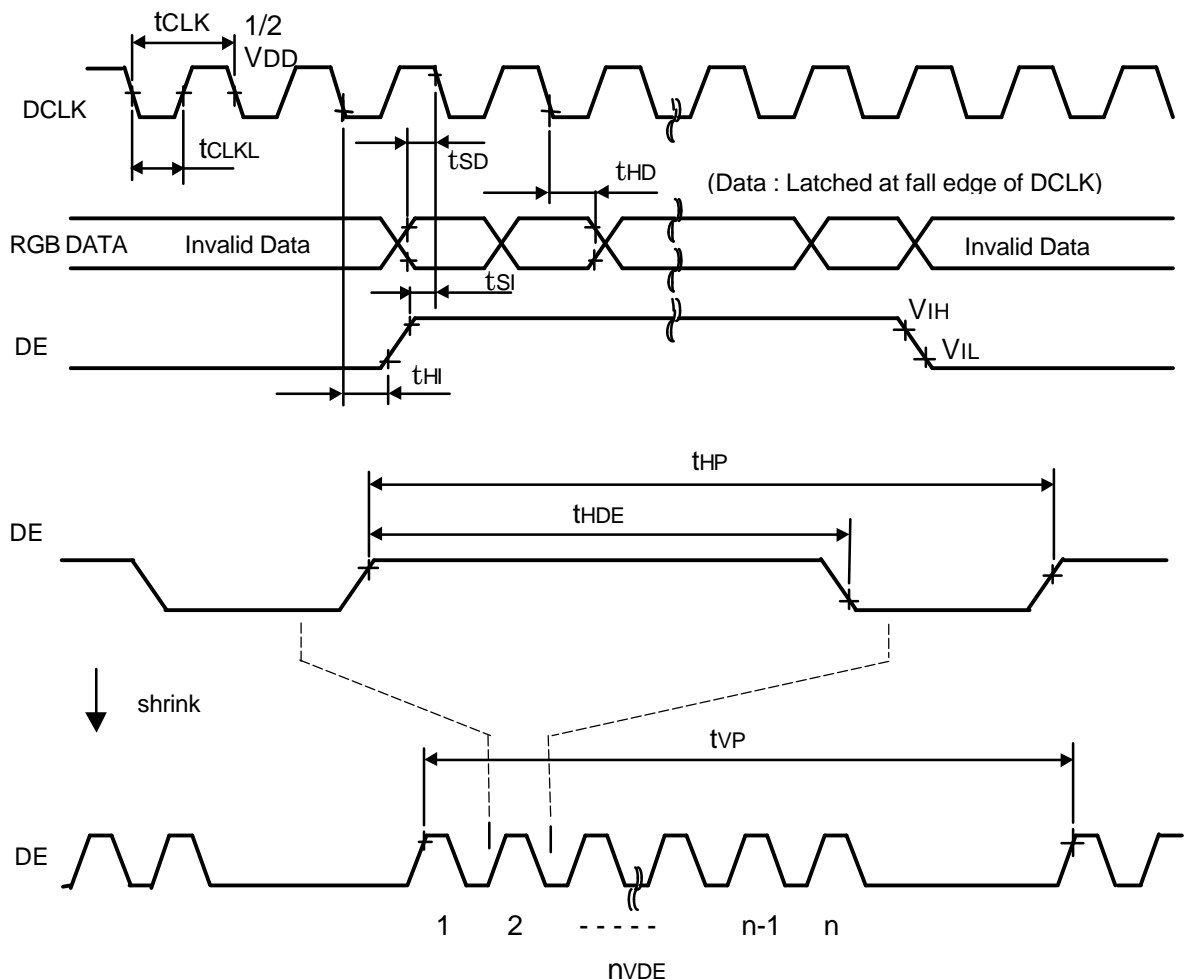 tCLK
1/2
VDD
DCLK
tCLKL
tSD
tHD
(Data : Latched at fall edge of DCLK)
RGB DATA
Invalid Data
Invalid Data
tSI
VIH
DE
VIL
tHI
tHP
tHDE
DE
shrink
tVP
DE
1 2 - - - - - n-1 n
nVDE